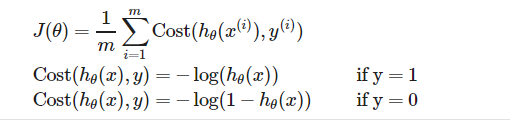 J(θ) = 1/m ∑_{i=1}^{m} Cost(h_θ(x^{(i)}), y^{(i)})
Cost(h_θ(x), y) = − log(h_θ(x)) if y = 1
Cost(h_θ(x), y) = − log(1 − h_θ(x)) if y = 0